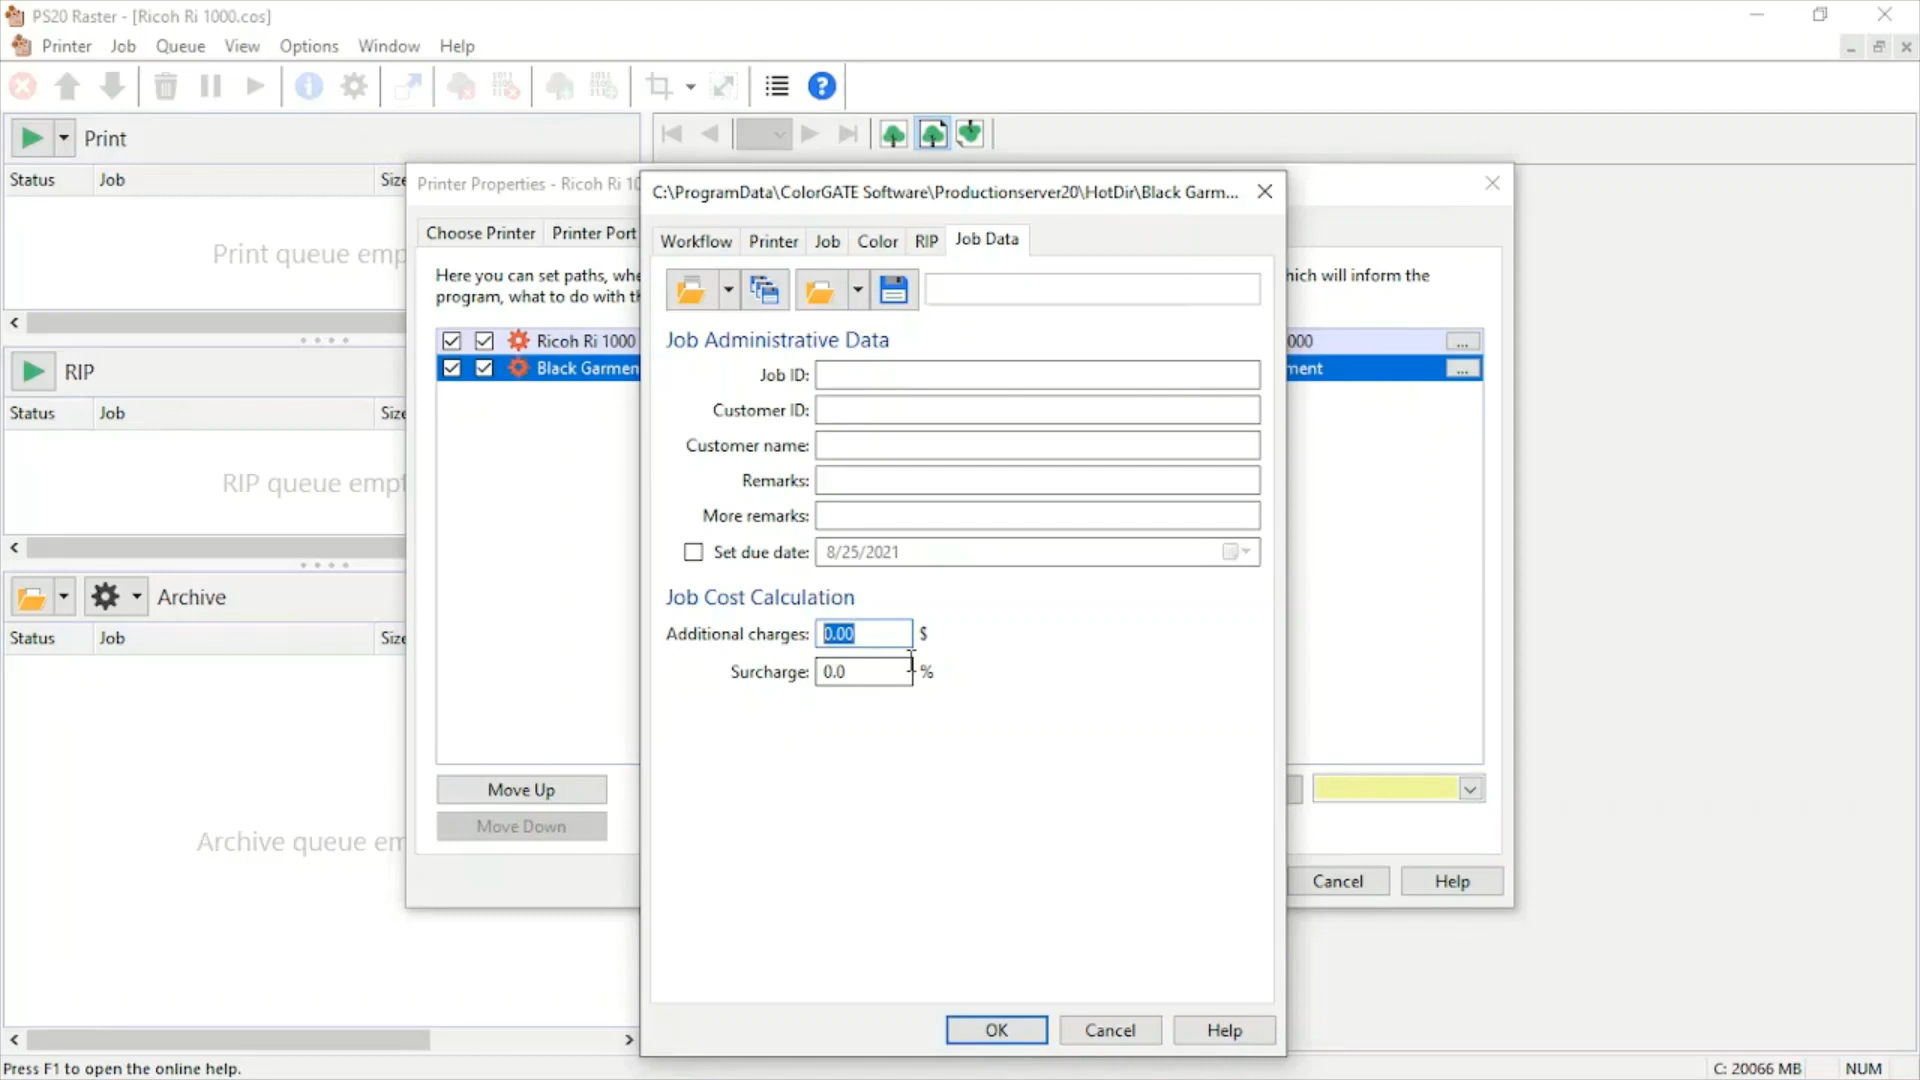 PS20 Raster - [Ricoh Ri 1000.cos]
Printer Job Queue View Options Window Help
Print
Status Job Size
Print queue emp
RIP
Status Job Size
RIP queue empt
Archive
Status Job Size
Archive queue em
Printer Properties - Ricoh Ri 10
Choose Printer Printer Port
Here you can set paths, whe
program, what to do with th
hich will inform the
Ricoh Ri 1000
000
...
Black Garmen
ment
...
Move Up
Move Down
Cancel Help
C:\ProgramData\ColorGATE Software\Productionserver20\HotDir\Black Garm...
Workflow Printer Job Color RIP Job Data
Job Administrative Data
Job ID:
Customer ID:
Customer name:
Remarks:
More remarks:
Set due date: 8/25/2021
Job Cost Calculation
Additional charges: 0.00 $
Surcharge: 0.0 %
OK Cancel Help
Press F1 to open the online help.
C: 20066 MB NUM